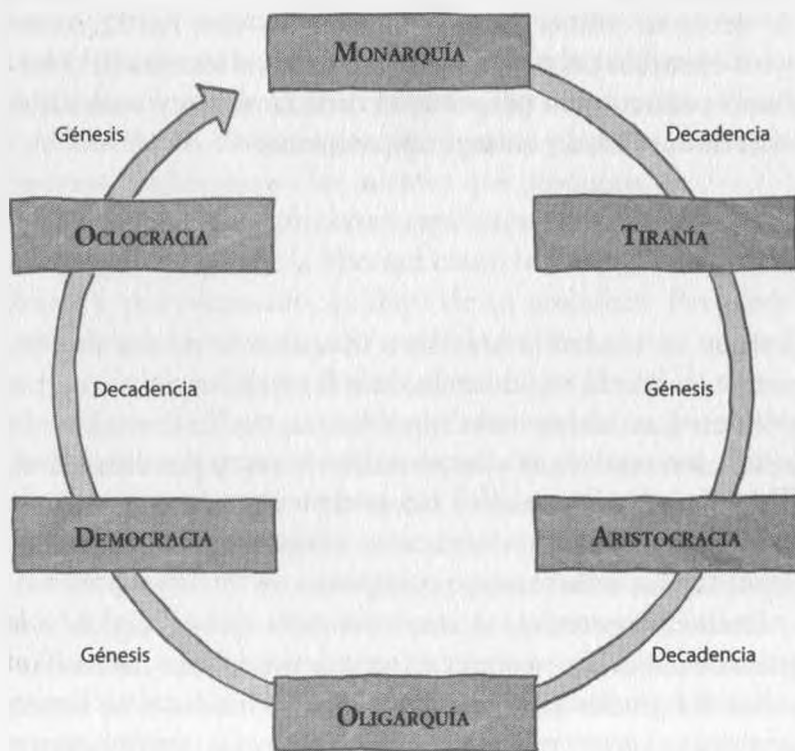 MONARQUÍA
Génesis
Decadencia
OCLOCRACIA
TIRANÍA
Decadencia
Génesis
DEMOCRACIA
ARISTOCRACIA
Génesis
Decadencia
OLIGARQUÍA